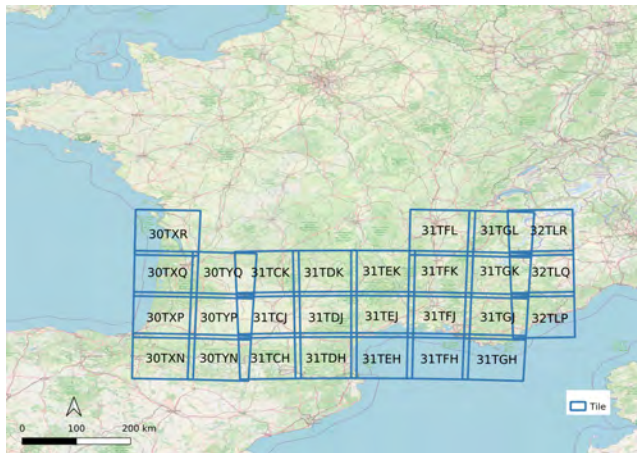 30TXR 31TFL 31TGL 32TLR
30TXQ 30TYQ 31TCK 31TDK 31TEK 31TFK 31TGK 32TLQ
30TXP 30TYP 31TCJ 31TDJ 31TEJ 31TFJ 31TGJ 32TLP
30TXN 30TYN 31TCH 31TDH 31TEH 31TFH 31TGH
Tile
0 100 200 km